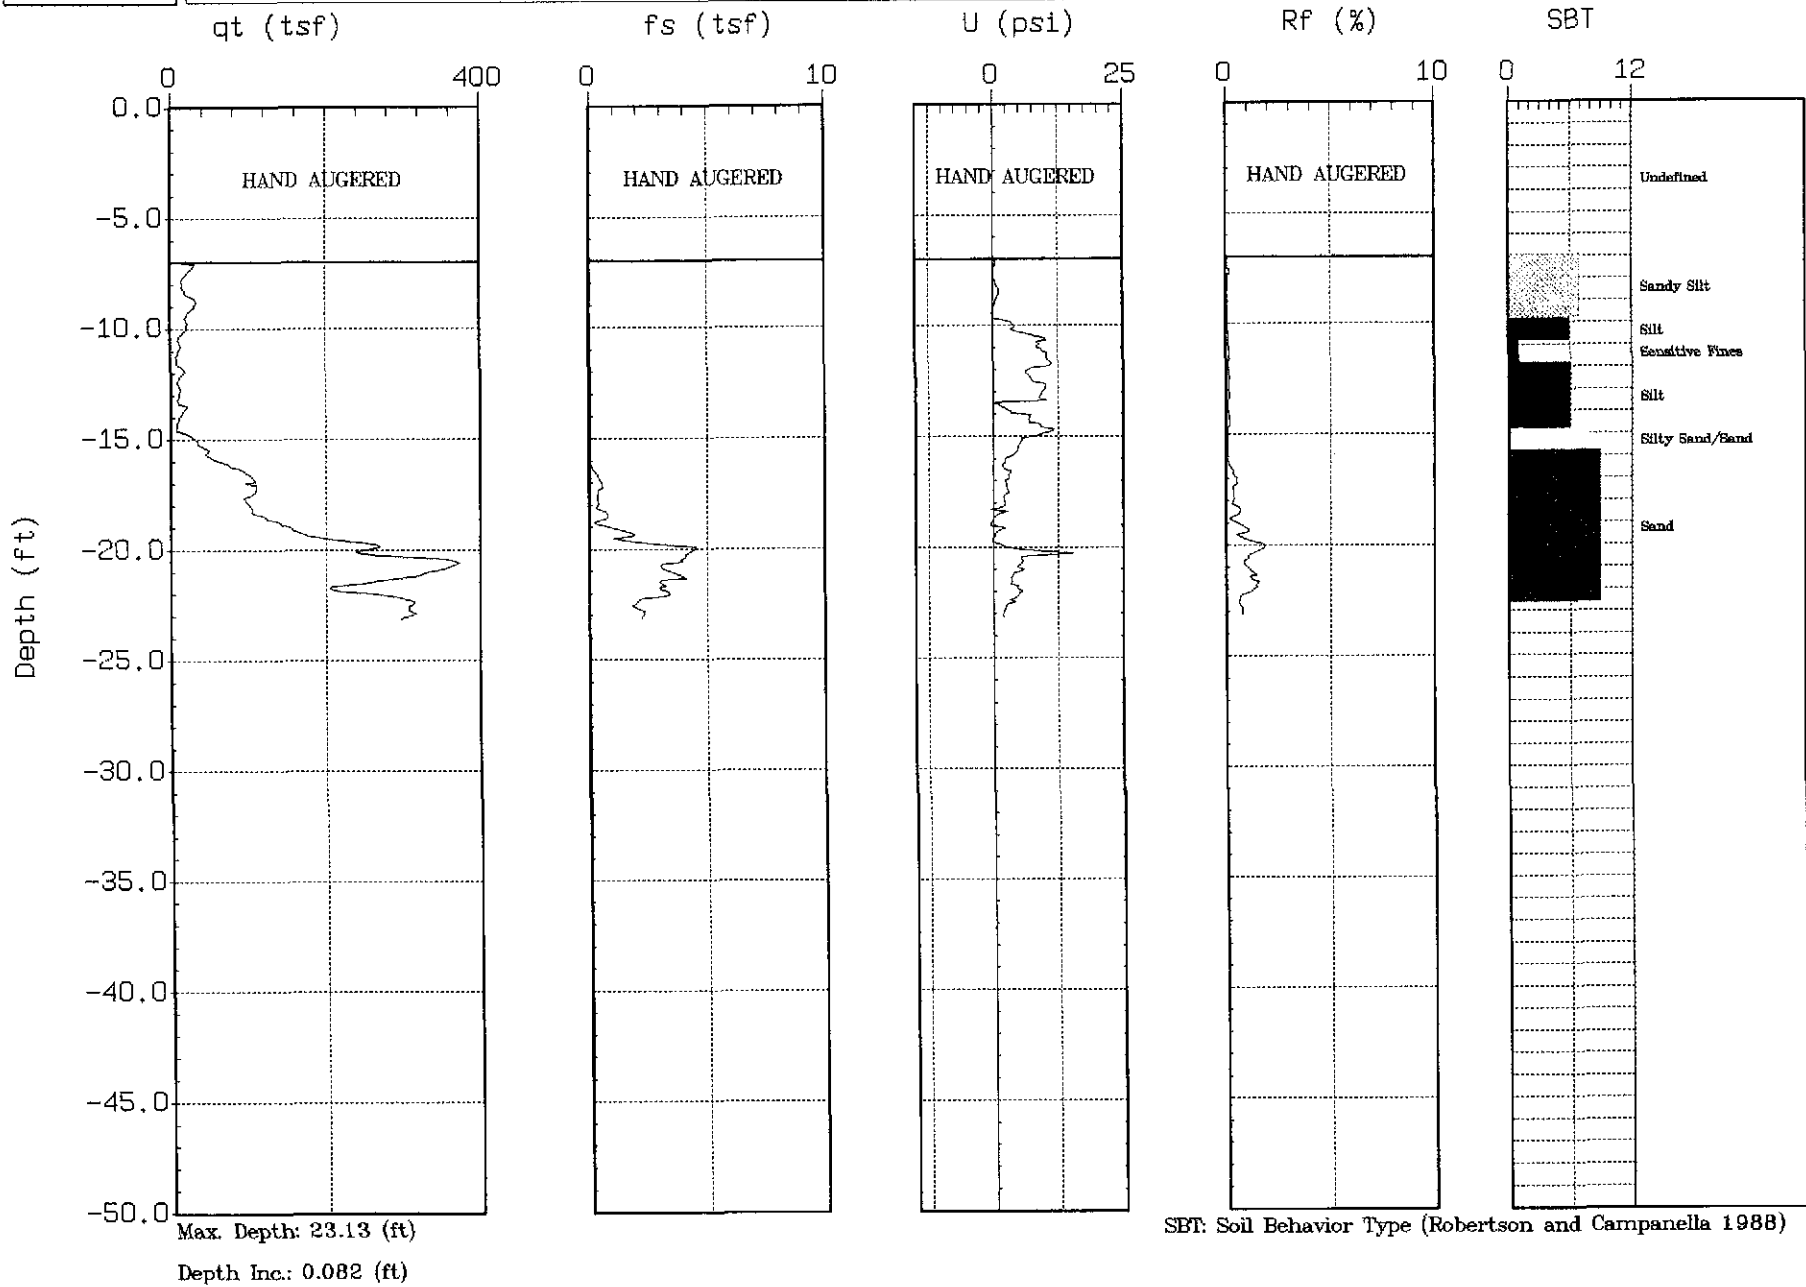 qt (tsf) fs (tsf) U (psi) Rf (%) SBT
0 400 0 10 0 25 0 10 0 12
0.0
HAND AUGERED HAND AUGERED HAND AUGERED HAND AUGERED
Undefined
-5.0
Sandy Silt
-10.0
Silt
Sensitive Fines
Silt
-15.0
Silty Sand/Sand
Sand
-20.0
Depth (ft)
-25.0
-30.0
-35.0
-40.0
-45.0
-50.0
Max. Depth: 23.13 (ft)
SBT: Soil Behavior Type (Robertson and Campanella 1988)
Depth Inc.: 0.082 (ft)